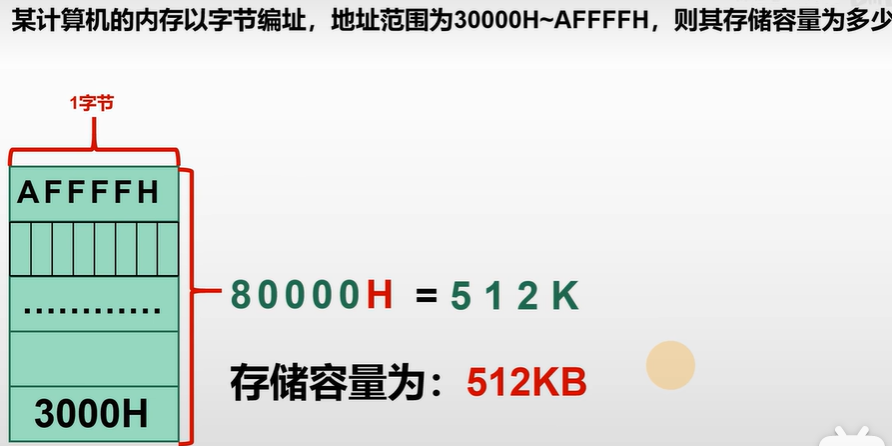 某计算机的内存以字节编址，地址范围为30000H~AFFFFH，则其存储容量为多少
1字节
AFFFFH
............
80000H = 512K
存储容量为：512KB
3000H